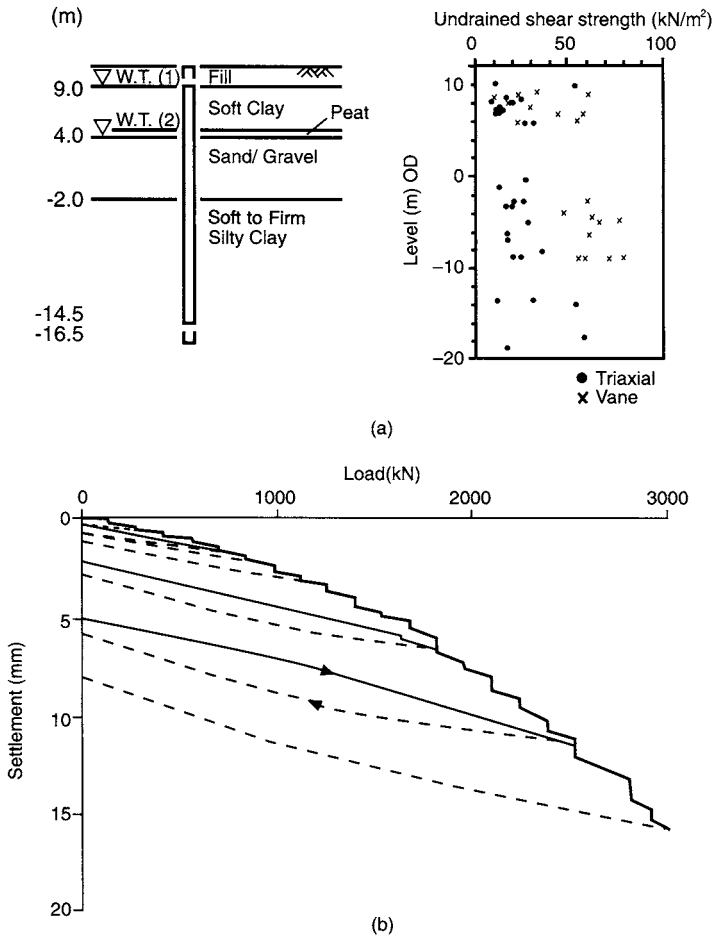 (m)
W.T. (1)
Fill
9.0
Soft Clay
Peat
W.T. (2)
4.0
Sand/ Gravel
-2.0
Soft to Firm
Silty Clay
-14.5
-16.5
Undrained shear strength (kN/m²)
0 50 100
10
0
−10
−20
Level (m) OD
Triaxial
Vane
(a)
Load(kN)
0 1000 2000 3000
0
5
10
15
20
Settlement (mm)
(b)